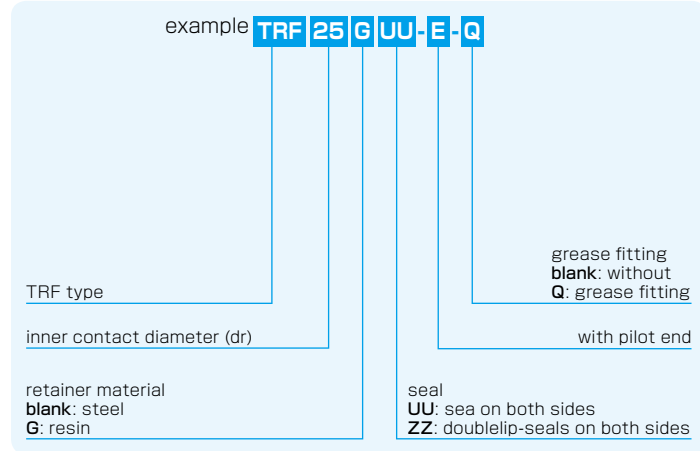 example TRF 25 G UU - E - Q
grease fitting
blank: without
Q: grease fitting
TRF type
inner contact diameter (dr)
with pilot end
retainer material
blank: steel
G: resin
seal
UU: sea on both sides
ZZ: doublelip-seals on both sides